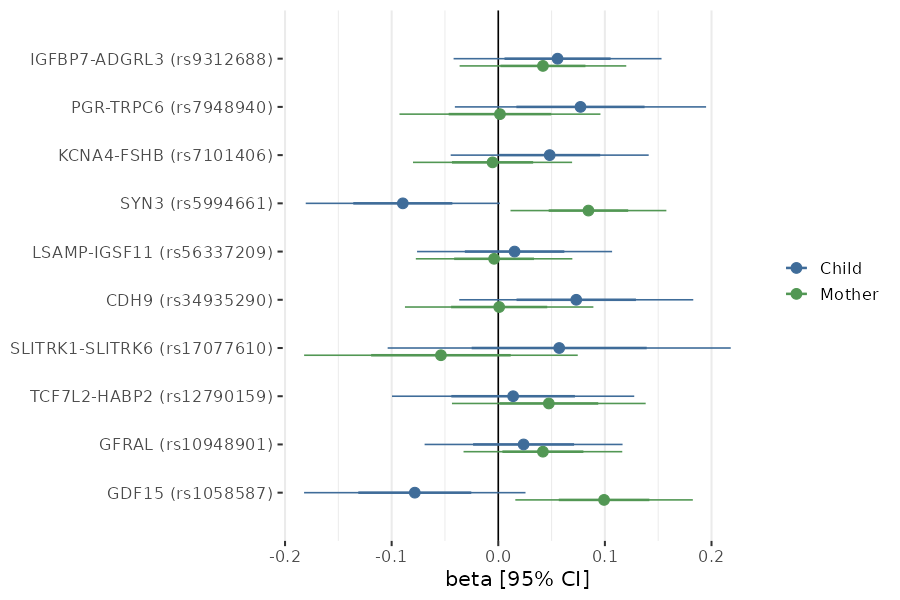 IGFBP7-ADGRL3 (rs9312688)
PGR-TRPC6 (rs7948940)
KCNA4-FSHB (rs7101406)
SYN3 (rs5994661)
LSAMP-IGSF11 (rs56337209)
CDH9 (rs34935290)
SLITRK1-SLITRK6 (rs17077610)
TCF7L2-HABP2 (rs12790159)
GFRAL (rs10948901)
GDF15 (rs1058587)
-0.2 -0.1 0.0 0.1 0.2
beta [95% CI]
Child
Mother